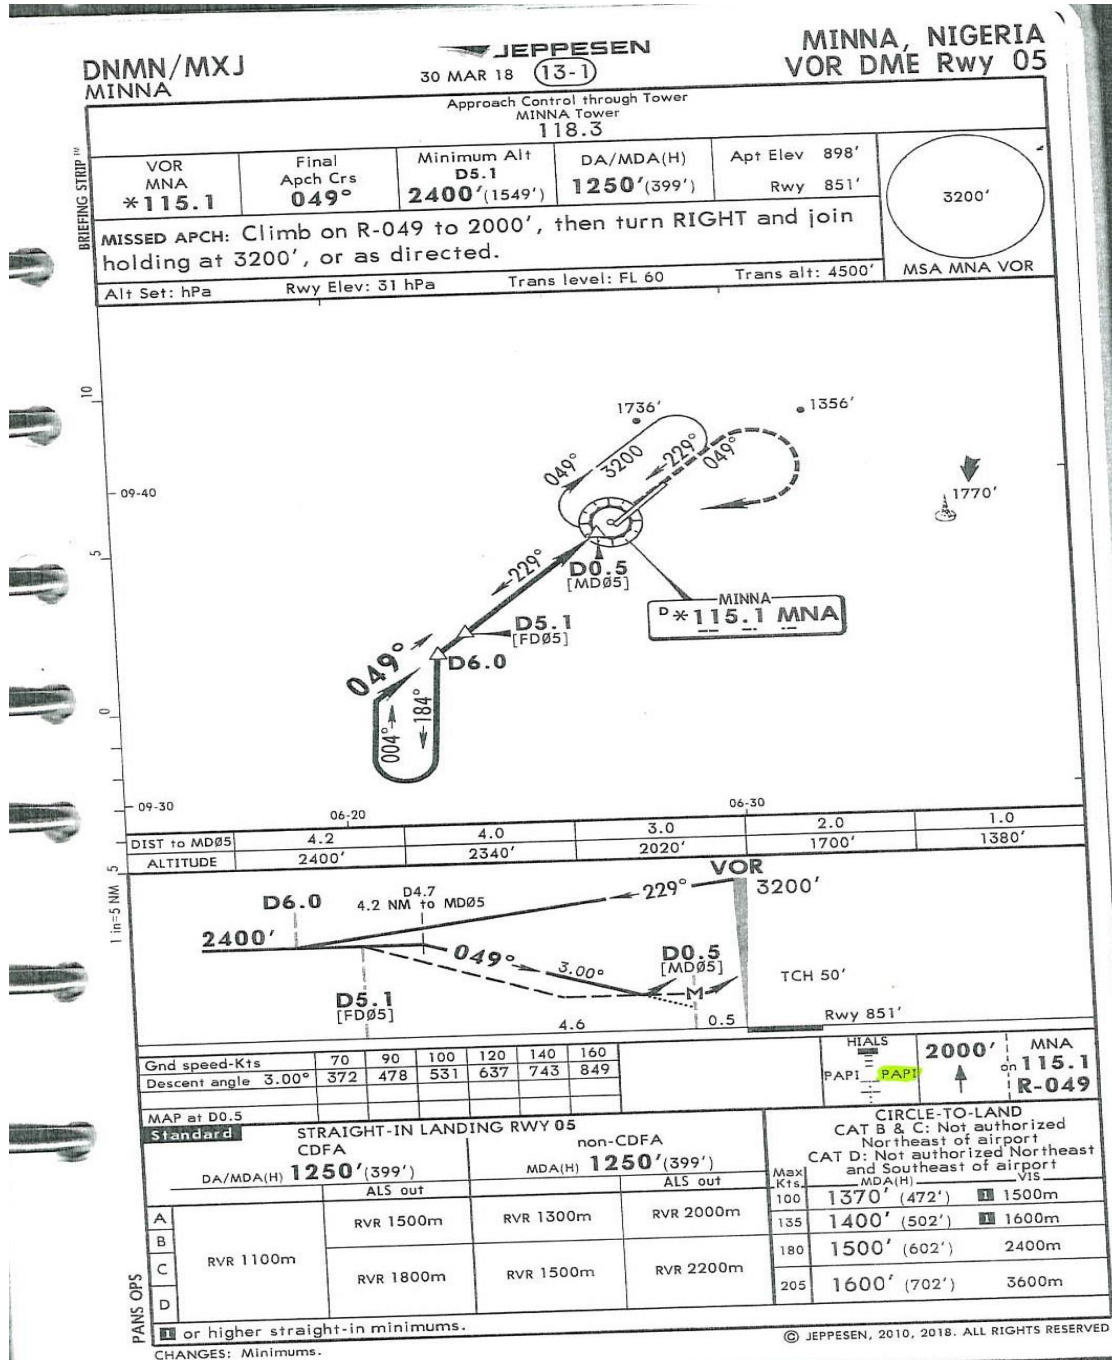 DNMN/MXJ
MINNA
JEPPESEN
30 MAR 18 (13-1)
MINNA, NIGERIA
VOR DME Rwy 05
BRIEFING STRIP TM
Approach Control through Tower
MINNA Tower
118.3
VOR
MNA
*115.1
Final
Apch Crs
049°
Minimum Alt
D5.1
2400'(1549')
DA/MDA(H)
1250'(399')
Apt Elev 898'
Rwy 851'
3200'
MSA MNA VOR
MISSED APCH: Climb on R-049 to 2000', then turn RIGHT and join
holding at 3200', or as directed.
Alt Set: hPa Rwy Elev: 31 hPa Trans level: FL 60 Trans alt: 4500'
10
1736'
1356'
049°
3200
229°
049°
09-40
1770'
5
229°
D0.5
[MD05]
MINNA
D *115.1 MNA
D5.1
[FD05]
D6.0
049°
004°
184°
0
09-30
06-20
06-30
5
1 in=5 NM
DIST to MD05 4.2 4.0 3.0 2.0 1.0
ALTITUDE 2400' 2340' 2020' 1700' 1380'
VOR
D6.0
D4.7
4.2 NM to MD05
229°
3200'
2400'
049°
3.00°
D0.5
[MD05]
M
TCH 50'
D5.1
[FD05]
Rwy 851'
4.6
0.5
Gnd speed-Kts 70 90 100 120 140 160
Descent angle 3.00° 372 478 531 637 743 849
MAP at D0.5
HIALS
PAPI PAPI
2000'
MNA
on 115.1
R-049
Standard
STRAIGHT-IN LANDING RWY 05
CDFA
DA/MDA(H) 1250'(399')
ALS out
non-CDFA
MDA(H) 1250'(399')
ALS out
CIRCLE-TO-LAND
CAT B & C: Not authorized
Northeast of airport
CAT D: Not authorized Northeast
and Southeast of airport
Max
Kts.
MDA(H) VIS
A
B
C
D
RVR 1100m
RVR 1500m
RVR 1300m
RVR 2000m
RVR 1800m
RVR 1500m
RVR 2200m
100 1370' (472') 1 1500m
135 1400' (502') 1 1600m
180 1500' (602') 2400m
205 1600' (702') 3600m
PANS OPS
1 or higher straight-in minimums.
CHANGES: Minimums.
© JEPPESEN, 2010, 2018. ALL RIGHTS RESERVED